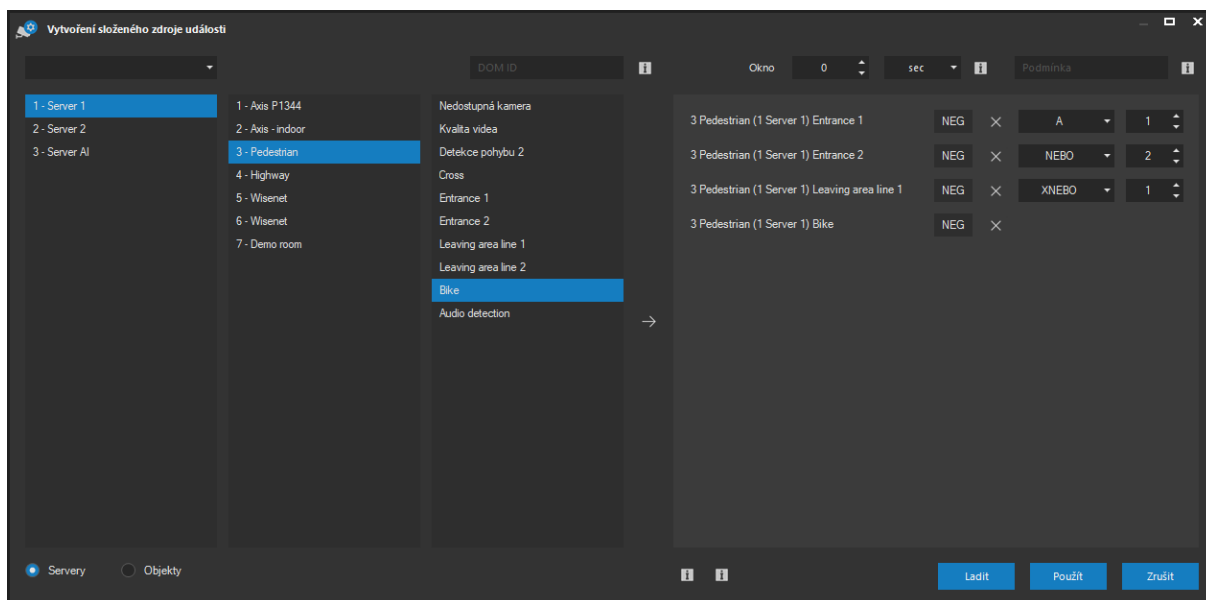 Vytvoření složeného zdroje události
DOM ID
Okno 0 sec Podmínka
1 - Server 1
2 - Server 2
3 - Server AI
1 - Axis P1344
2 - Axis - indoor
3 - Pedestrian
4 - Highway
5 - Wisenet
6 - Wisenet
7 - Demo room
Nedostupná kamera
Kvalita videa
Detekce pohybu 2
Cross
Entrance 1
Entrance 2
Leaving area line 1
Leaving area line 2
Bike
Audio detection
3 Pedestrian (1 Server 1) Entrance 1 NEG A 1
3 Pedestrian (1 Server 1) Entrance 2 NEG NEBO 2
3 Pedestrian (1 Server 1) Leaving area line 1 NEG XNEBO 1
3 Pedestrian (1 Server 1) Bike NEG
Servery Objekty
Ladit Použít Zrušit